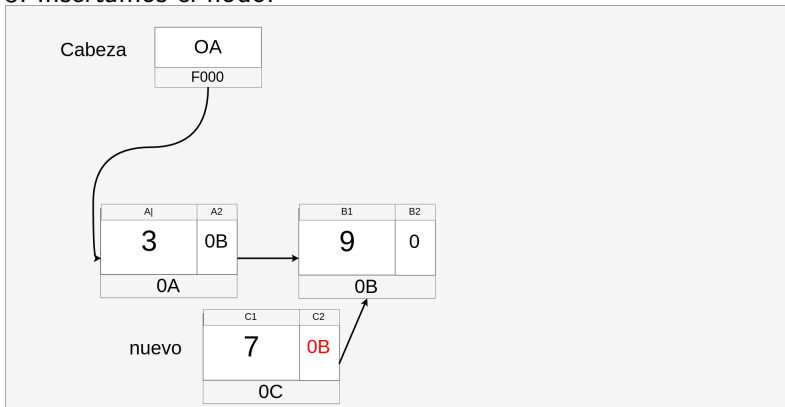 3. Insertamos el nodo.
Cabeza
OA
F000
A|
A2
B1
B2
3
0B
9
0
0A
0B
C1
C2
nuevo
7
0B
0C